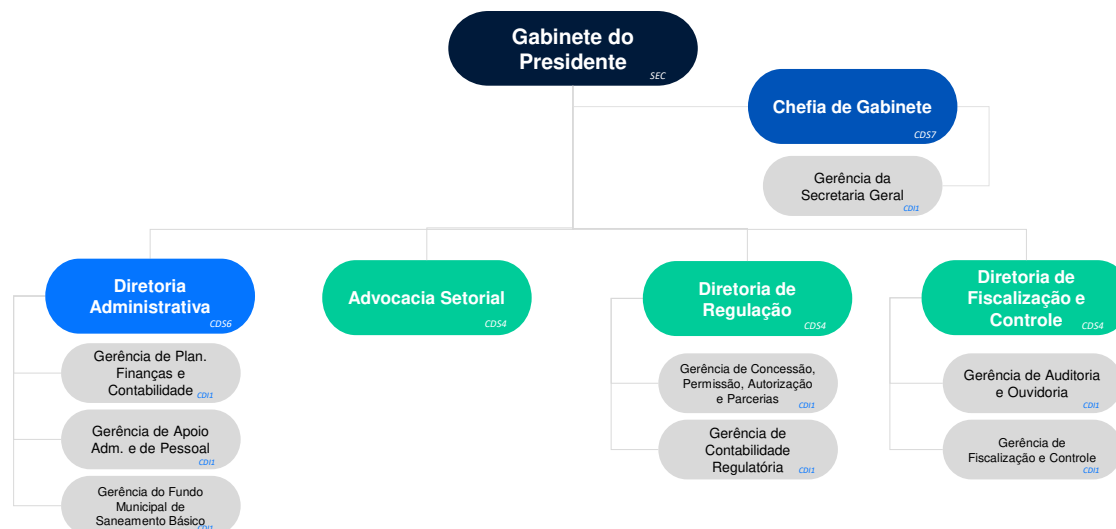 Gabinete do
Presidente
SEC
Chefia de Gabinete
CDS7
Gerência da
Secretaria Geral
CDI1
Diretoria
Administrativa
CDS6
Advocacia Setorial
CDS4
Diretoria de
Regulação
CDS4
Diretoria de
Fiscalização e
Controle
CDS4
Gerência de Plan.
Finanças e
Contabilidade
CDI1
Gerência de Apoio
Adm. e de Pessoal
CDI1
Gerência do Fundo
Municipal de
Saneamento Básico
CDI1
Gerência de Concessão,
Permissão, Autorização
e Parcerias
CDI1
Gerência de
Contabilidade
Regulatória
CDI1
Gerência de Auditoria
e Ouvidoria
CDI1
Gerência de
Fiscalização e Controle
CDI1